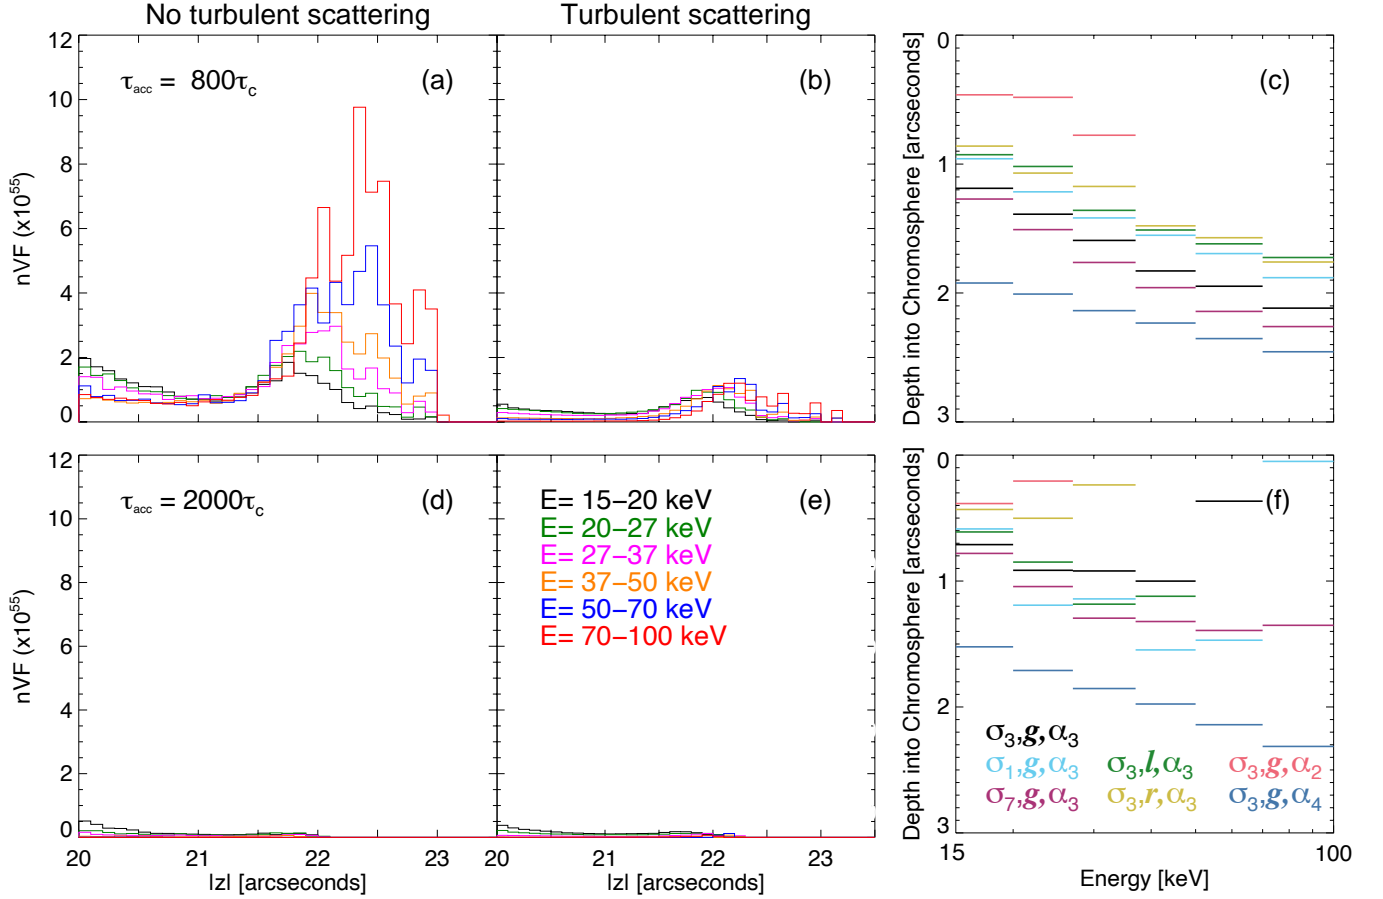 No turbulent scattering
Turbulent scattering
12
10
8
6
4
2
0
nVF (x10⁵⁵)
τacc = 800τc
(a)
(b)
0
1
2
3
Depth into Chromosphere [arcseconds]
(c)
12
10
8
6
4
2
0
nVF (x10⁵⁵)
τacc = 2000τc
(d)
(e)
E= 15−20 keV
E= 20−27 keV
E= 27−37 keV
E= 37−50 keV
E= 50−70 keV
E= 70−100 keV
20
21
22
23
|z| [arcseconds]
20
21
22
23
|z| [arcseconds]
0
1
2
3
Depth into Chromosphere [arcseconds]
(f)
σ₃,g,α₃
σ₁,g,α₃ σ₃,l,α₃ σ₃,g,α₂
σ₇,g,α₃ σ₃,r,α₃ σ₃,g,α₄
15
100
Energy [keV]